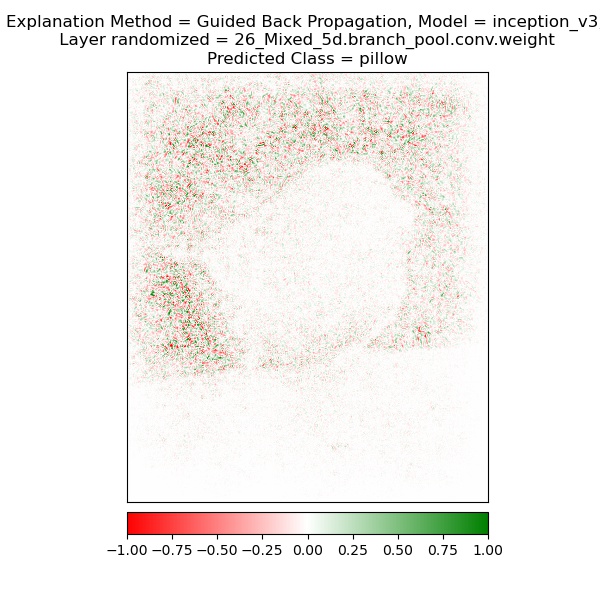 Explanation Method = Guided Back Propagation, Model = inception_v3
Layer randomized = 26_Mixed_5d.branch_pool.conv.weight
Predicted Class = pillow
−1.00 −0.75 −0.50 −0.25 0.00 0.25 0.50 0.75 1.00